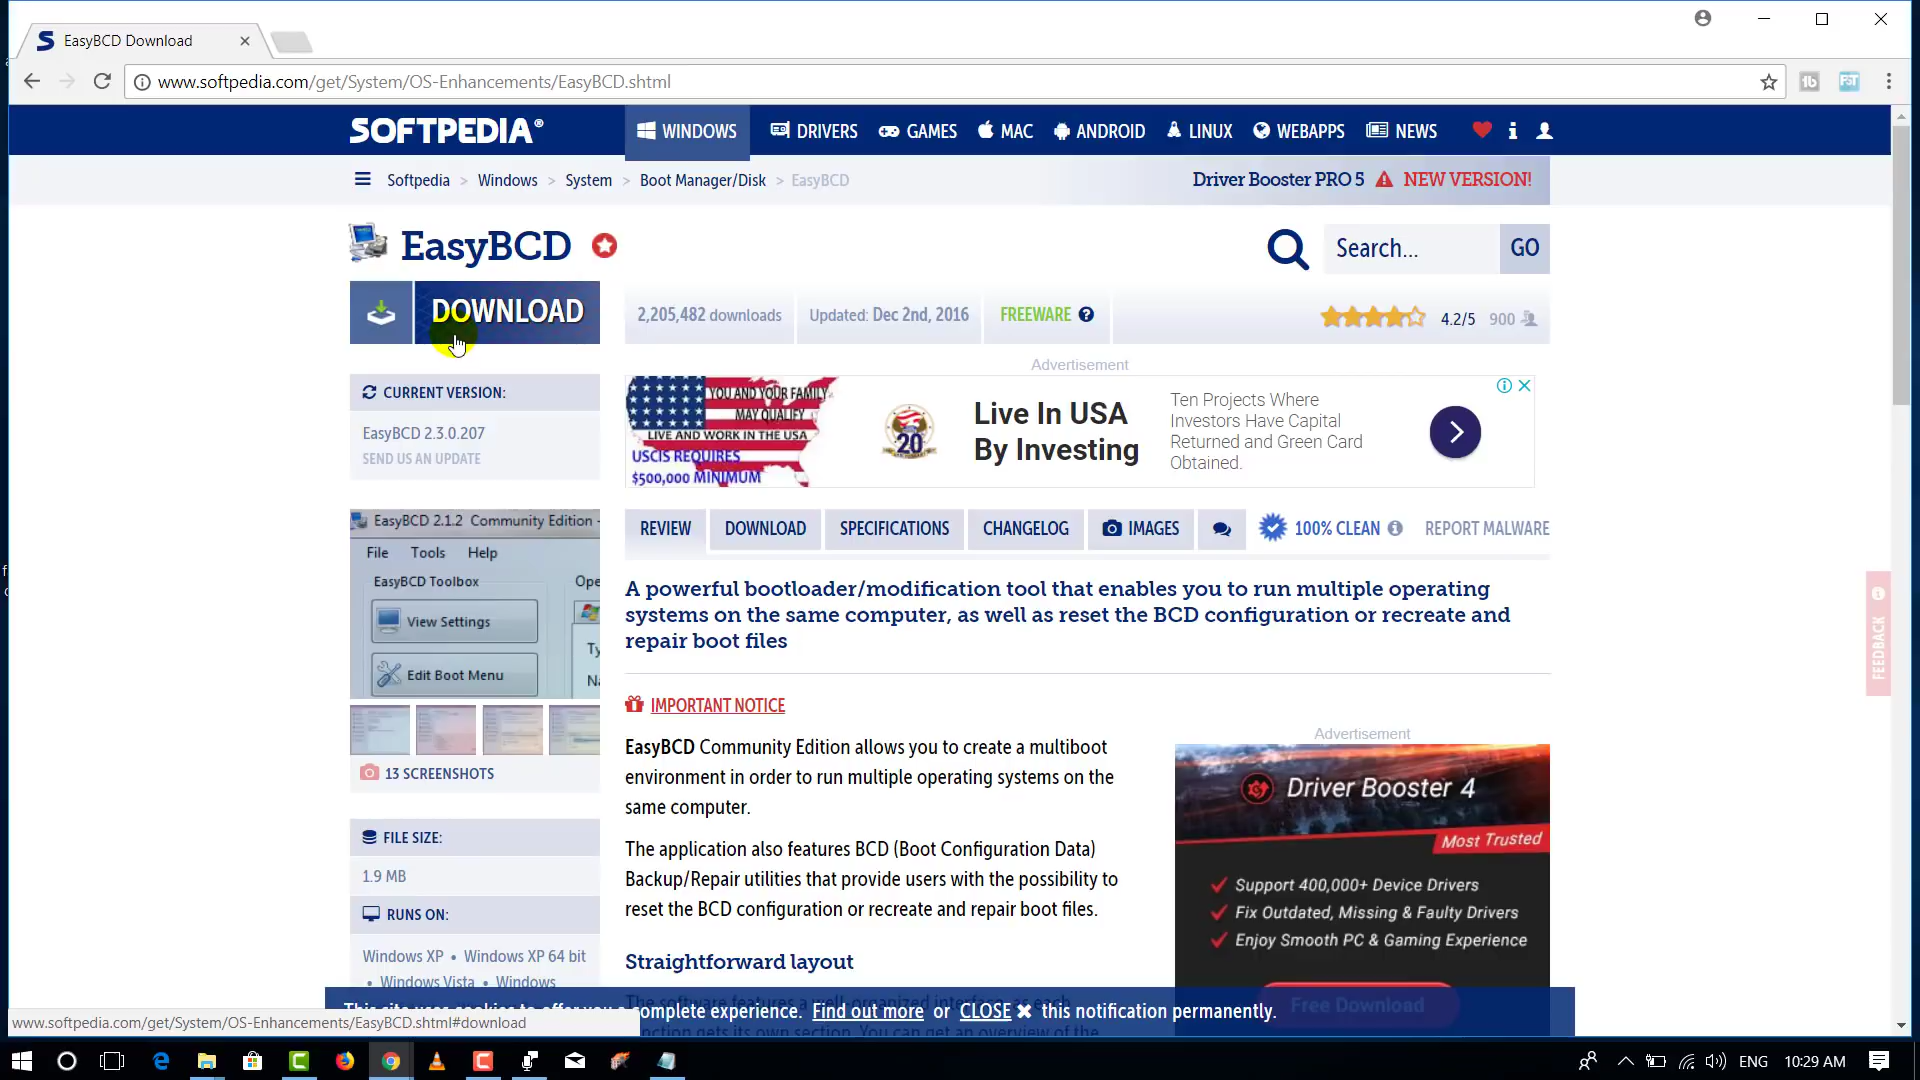 EasyBCD Download
www.softpedia.com/get/System/OS-Enhancements/EasyBCD.shtml
SOFTPEDIA®
WINDOWS DRIVERS GAMES MAC ANDROID LINUX WEBAPPS NEWS
Softpedia > Windows > System > Boot Manager/Disk > EasyBCD
Driver Booster PRO 5 NEW VERSION!
EasyBCD
Search...
GO
DOWNLOAD
2,205,482 downloads
Updated: Dec 2nd, 2016
FREEWARE
4.2/5
900
Advertisement
CURRENT VERSION:
EasyBCD 2.3.0.207
SEND US AN UPDATE
YOU AND YOUR FAMILY
MAY QUALIFY
LIVE AND WORK IN THE USA
USCIS REQUIRES
$500,000 MINIMUM
20
Live In USA
By Investing
Ten Projects Where
Investors Have Capital
Returned and Green Card
Obtained.
REVIEW
DOWNLOAD
SPECIFICATIONS
CHANGELOG
IMAGES
100% CLEAN
REPORT MALWARE
EasyBCD 2.1.2 Community Edition -
File Tools Help
EasyBCD Toolbox
View Settings
Edit Boot Menu
13 SCREENSHOTS
FILE SIZE:
1.9 MB
RUNS ON:
Windows XP • Windows XP 64 bit
• Windows Vista • Windows
A powerful bootloader/modification tool that enables you to run multiple operating
systems on the same computer, as well as reset the BCD configuration or recreate and
repair boot files
IMPORTANT NOTICE
EasyBCD Community Edition allows you to create a multiboot
environment in order to run multiple operating systems on the
same computer.
The application also features BCD (Boot Configuration Data)
Backup/Repair utilities that provide users with the possibility to
reset the BCD configuration or recreate and repair boot files.
Straightforward layout
Advertisement
Driver Booster 4
Most Trusted
Support 400,000+ Device Drivers
Fix Outdated, Missing & Faulty Drivers
Enjoy Smooth PC & Gaming Experience
Free Download
FEEDBACK
complete experience. Find out more or CLOSE ✖ this notification permanently.
www.softpedia.com/get/System/OS-Enhancements/EasyBCD.shtml#download
ENG
10:29 AM